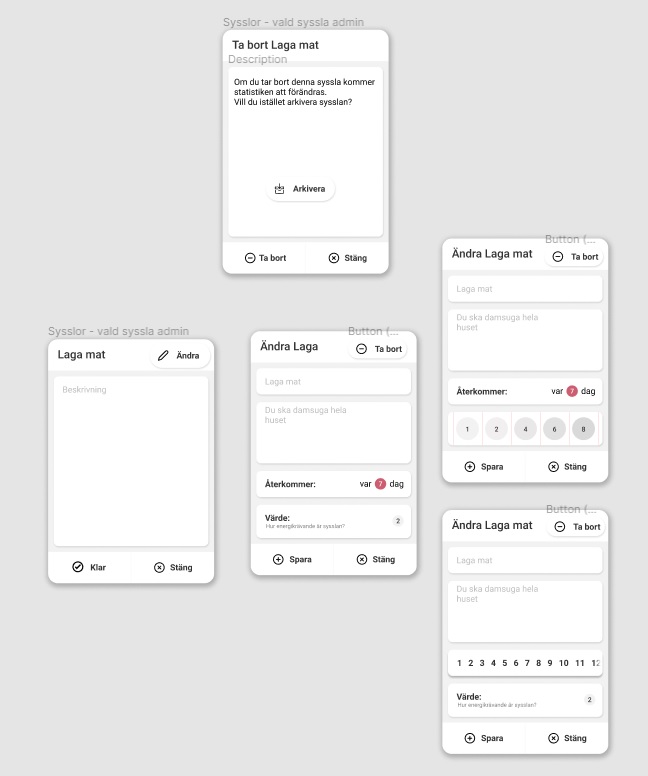 Sysslor - vald syssla admin
Ta bort Laga mat
Description
Om du tar bort denna syssla kommer
statistiken att förändras.
Vill du istället arkivera sysslan?
Arkivera
Ta bort
Stäng
Sysslor - vald syssla admin
Laga mat
Ändra
Beskrivning
Klar
Stäng
Button (...
Ändra Laga
Ta bort
Laga mat
Du ska damsuga hela
huset
Återkommer:
var 7 dag
Värde:
Hur energikrävande är sysslan?
2
Spara
Stäng
Button (...
Ändra Laga mat
Ta bort
Laga mat
Du ska damsuga hela
huset
Återkommer:
var 7 dag
1 2 4 6 8
Spara
Stäng
Button (...
Ändra Laga mat
Ta bort
Laga mat
Du ska damsuga hela
huset
1 2 3 4 5 6 7 8 9 10 11 12
Värde:
Hur energikrävande är sysslan?
2
Spara
Stäng